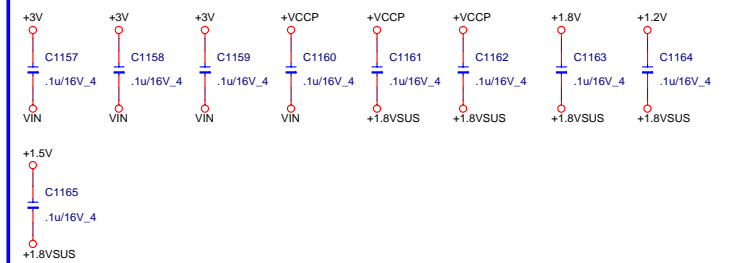 +3V +3V +3V +VCCP +VCCP +VCCP +1.8V +1.2V
C1157 C1158 C1159 C1160 C1161 C1162 C1163 C1164
.1u/16V_4 .1u/16V_4 .1u/16V_4 .1u/16V_4 .1u/16V_4 .1u/16V_4 .1u/16V_4 .1u/16V_4
VIN VIN VIN VIN +1.8VSUS +1.8VSUS +1.8VSUS +1.8VSUS
+1.5V
C1165
.1u/16V_4
+1.8VSUS